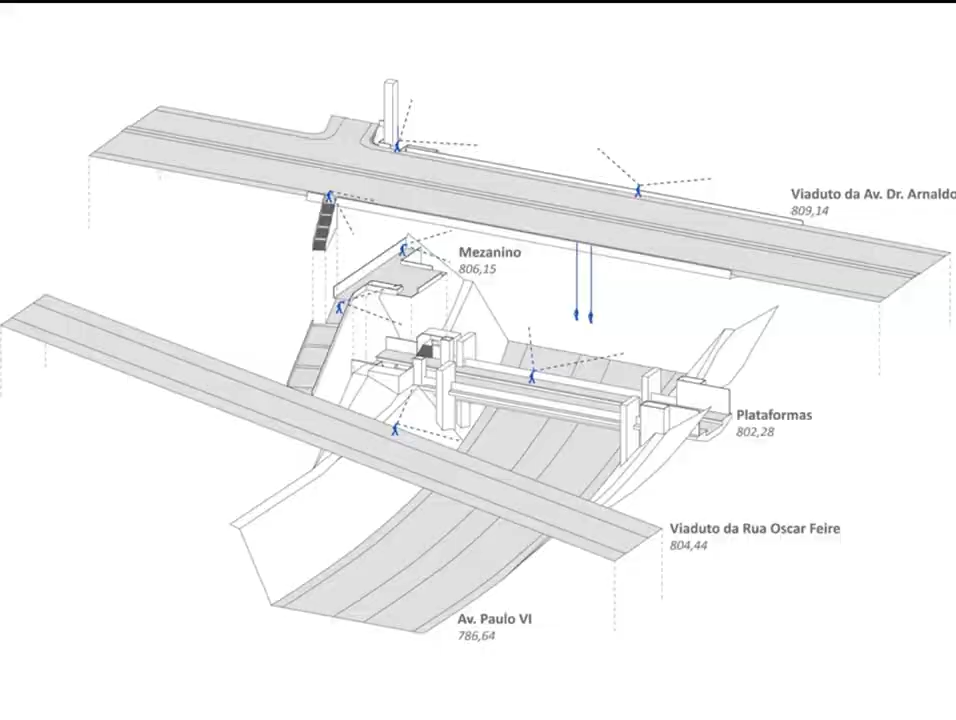 Viaduto da Av. Dr. Arnaldo
809,14
Mezanino
806,15
Plataformas
802,28
Viaduto da Rua Oscar Feire
804,44
Av. Paulo VI
786,64